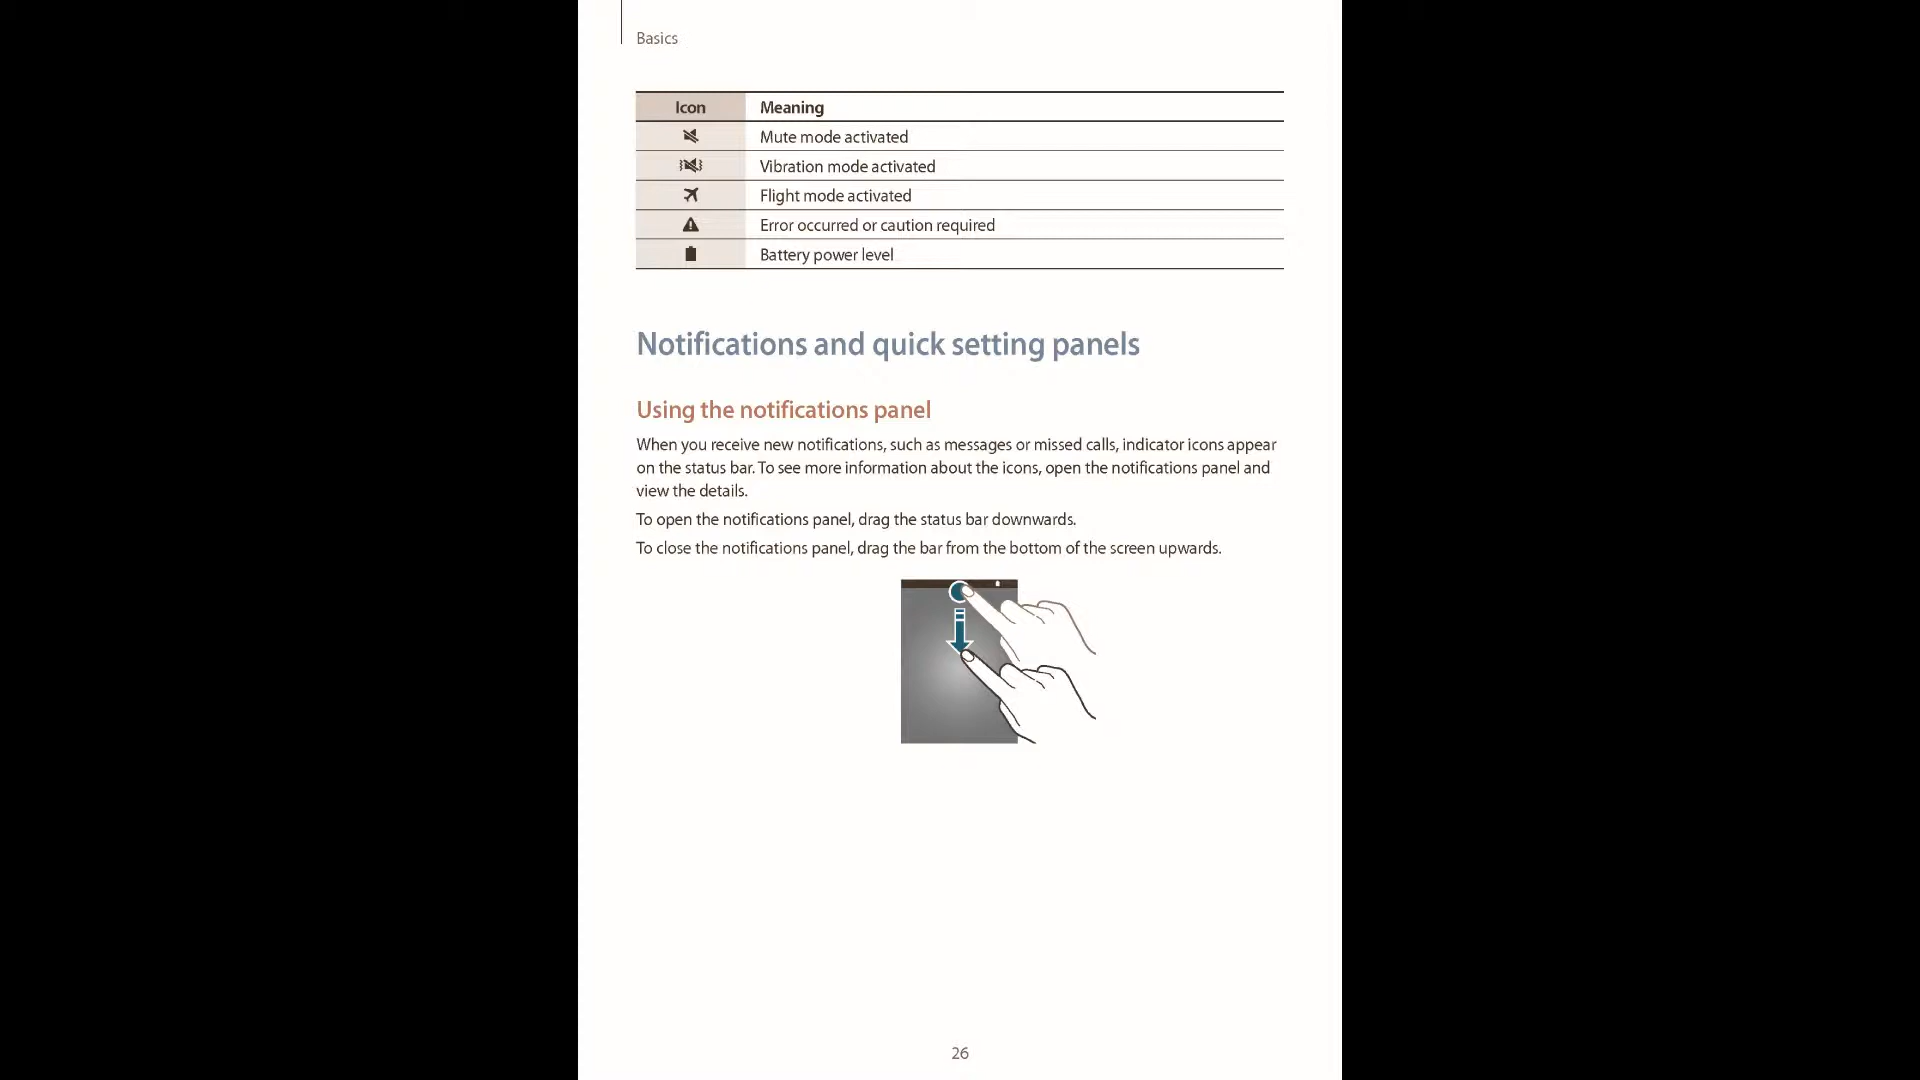 Basics
Icon Meaning
Mute mode activated
Vibration mode activated
Flight mode activated
Error occurred or caution required
Battery power level
Notifications and quick setting panels
Using the notifications panel
When you receive new notifications, such as messages or missed calls, indicator icons appear
on the status bar. To see more information about the icons, open the notifications panel and
view the details.
To open the notifications panel, drag the status bar downwards.
To close the notifications panel, drag the bar from the bottom of the screen upwards.
26